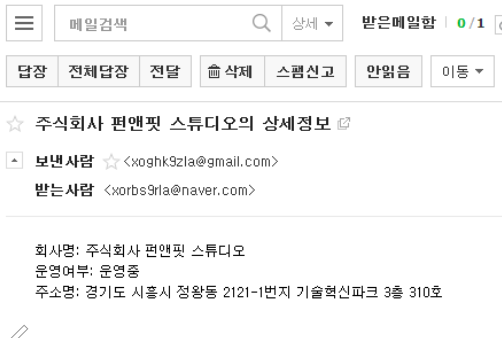 메일검색 상세 받은메일함 0/1
답장 전체답장 전달 삭제 스팸신고 안읽음 이동
주식회사 펀앤핏 스튜디오의 상세정보
보낸사람 <xoghk9zla@gmail.com>
받는사람 <xorbs9rla@naver.com>
회사명: 주식회사 펀앤핏 스튜디오
운영여부: 운영중
주소명: 경기도 시흥시 정왕동 2121-1번지 기술혁신파크 3층 310호